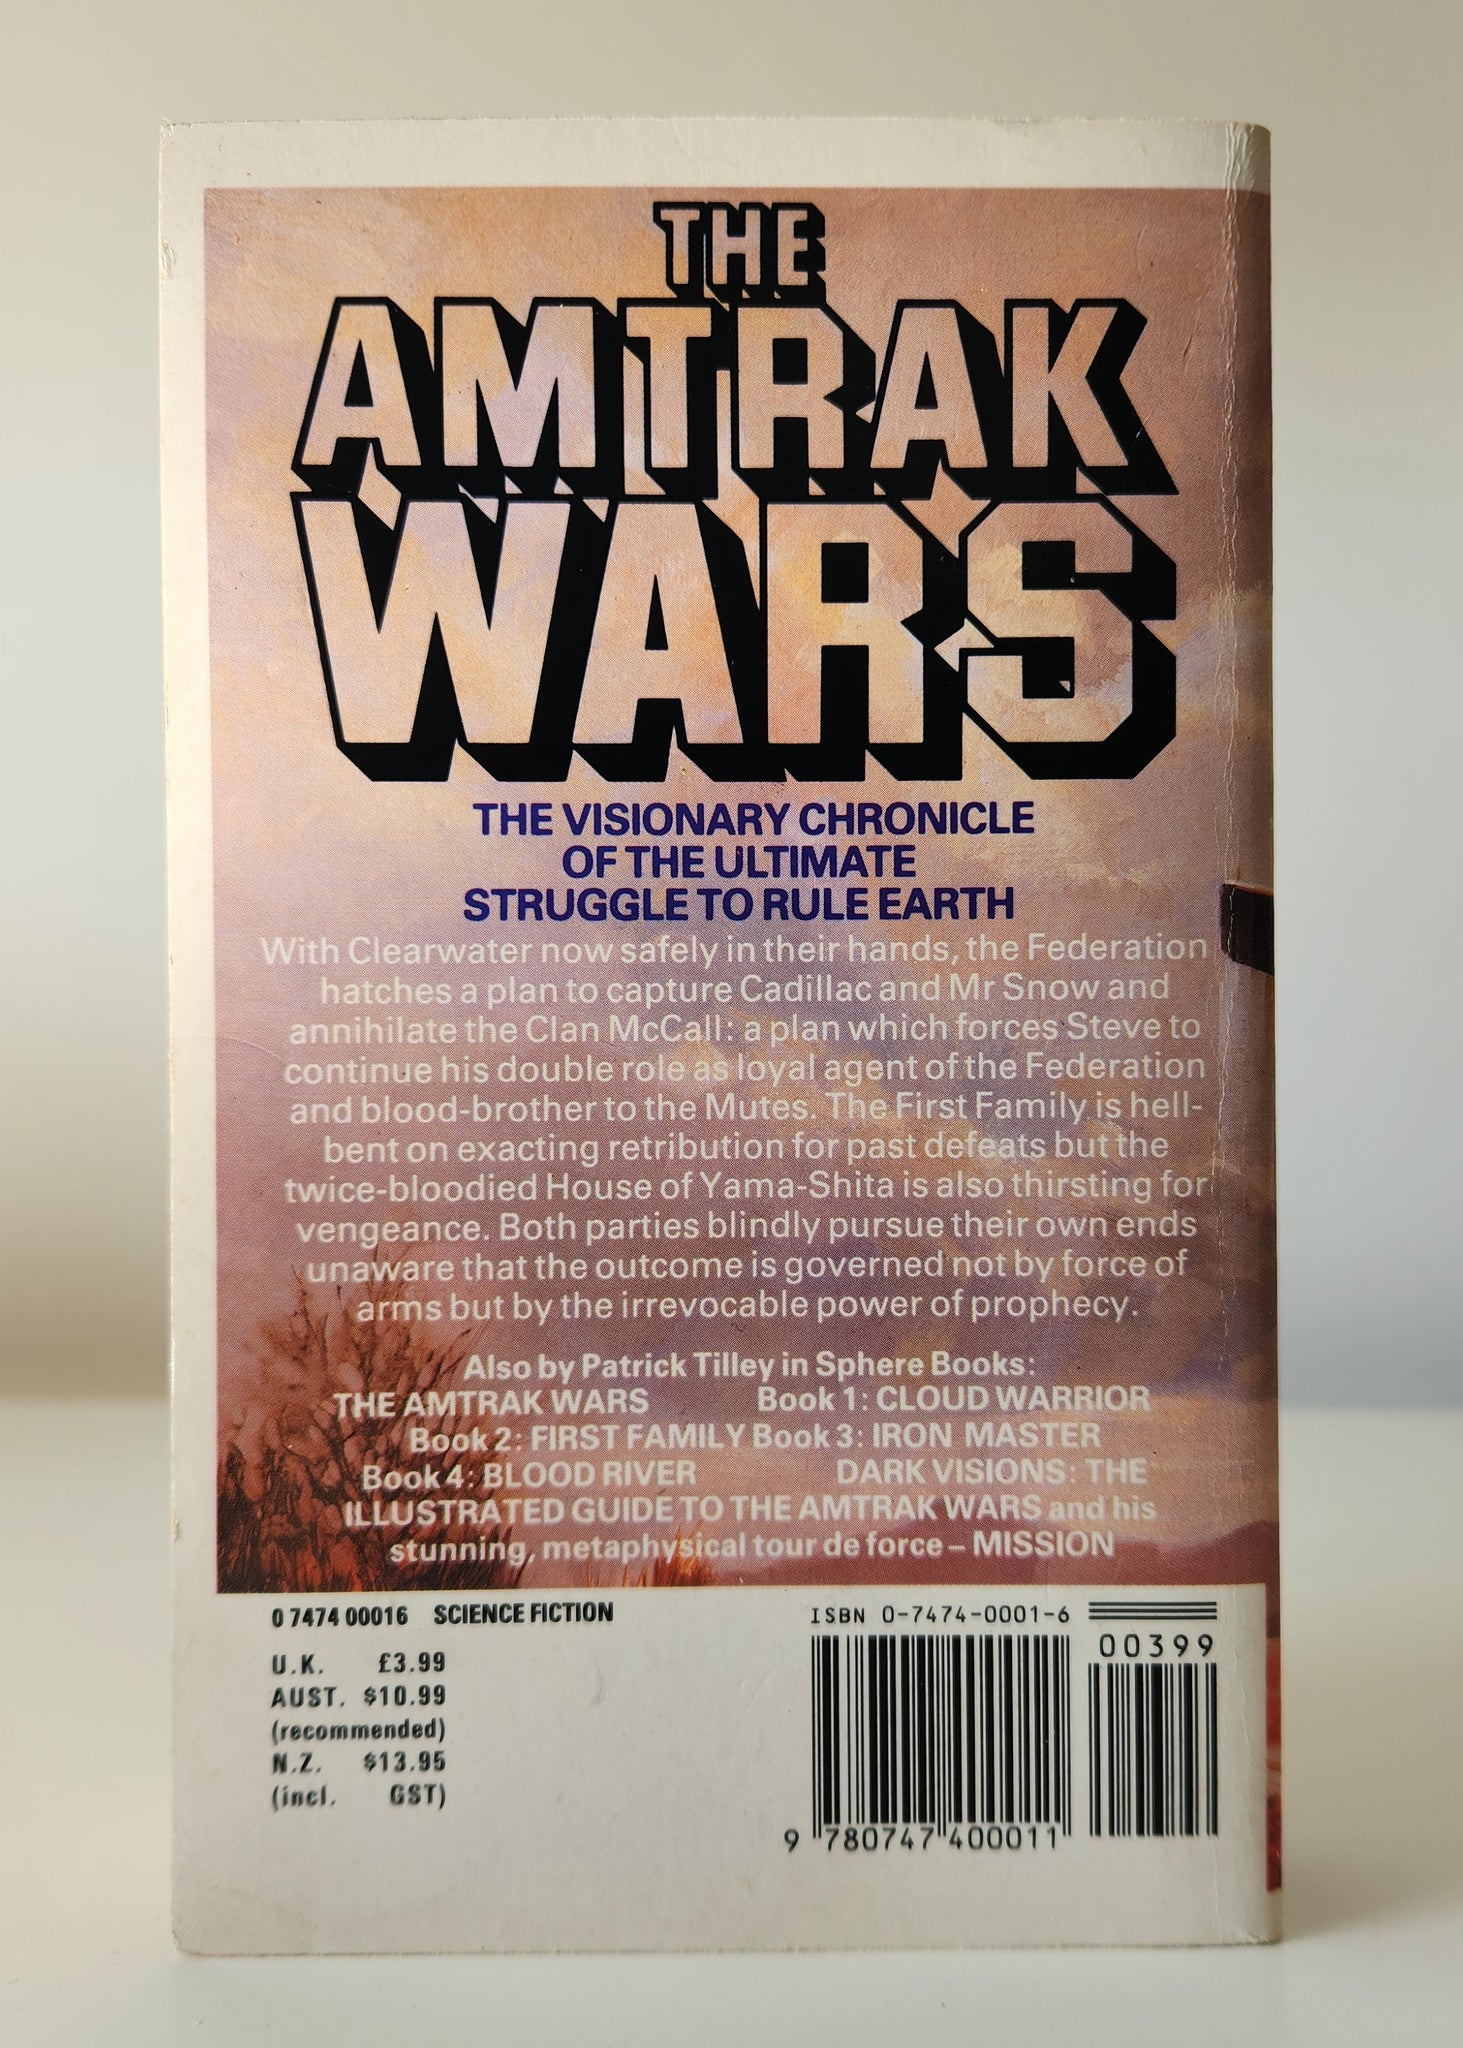 THE
AMTRAK
WARS
THE VISIONARY CHRONICLE
OF THE ULTIMATE
STRUGGLE TO RULE EARTH
With Clearwater now safely in their hands, the Federation
hatches a plan to capture Cadillac and Mr Snow and
annihilate the Clan McCall: a plan which forces Steve to
continue his double role as loyal agent of the Federation
and blood-brother to the Mutes. The First Family is hell-
bent on exacting retribution for past defeats but the
twice-bloodied House of Yama-Shita is also thirsting for
vengeance. Both parties blindly pursue their own ends
unaware that the outcome is governed not by force of
arms but by the irrevocable power of prophecy.
Also by Patrick Tilley in Sphere Books:
THE AMTRAK WARS Book 1: CLOUD WARRIOR
Book 2: FIRST FAMILY Book 3: IRON MASTER
Book 4: BLOOD RIVER DARK VISIONS: THE
ILLUSTRATED GUIDE TO THE AMTRAK WARS and his
stunning, metaphysical tour de force – MISSION
0 7474 00016 SCIENCE FICTION
U.K. £3.99
AUST. $10.99
(recommended)
N.Z. $13.95
(incl. GST)
ISBN 0-7474-0001-6
00399
9 780747 400011